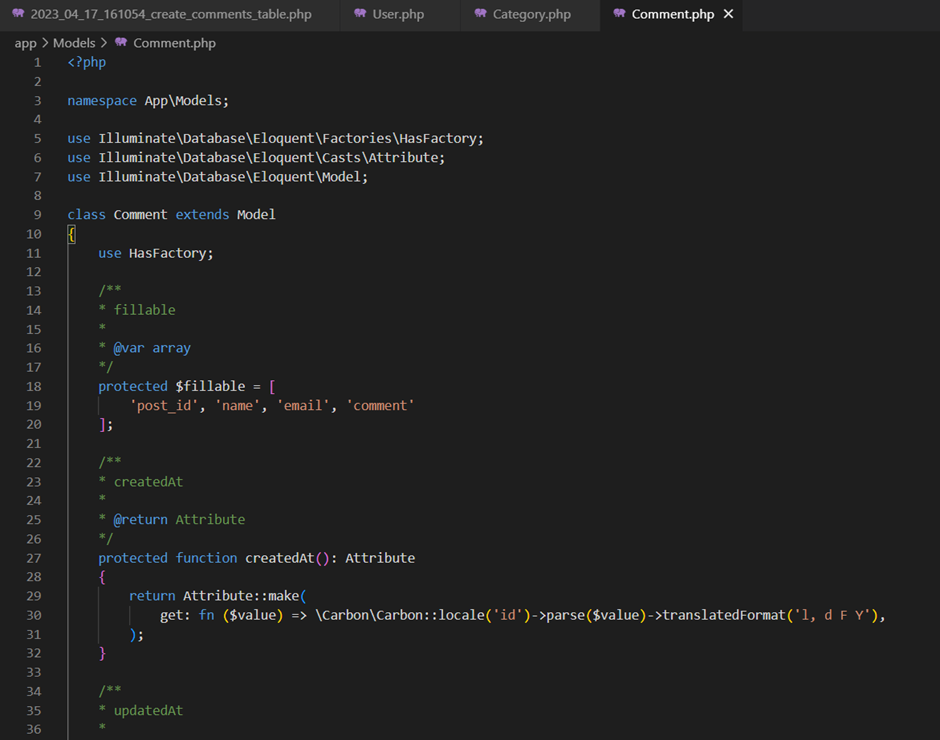 2023_04_17_161054_create_comments_table.php User.php Category.php Comment.php ✕
app > Models > Comment.php
1 <?php
2
3 namespace App\Models;
4
5 use Illuminate\Database\Eloquent\Factories\HasFactory;
6 use Illuminate\Database\Eloquent\Casts\Attribute;
7 use Illuminate\Database\Eloquent\Model;
8
9 class Comment extends Model
10 {
11     use HasFactory;
12
13     /**
14     * fillable
15     *
16     * @var array
17     */
18     protected $fillable = [
19         'post_id', 'name', 'email', 'comment'
20     ];
21
22     /**
23     * createdAt
24     *
25     * @return Attribute
26     */
27     protected function createdAt(): Attribute
28     {
29         return Attribute::make(
30             get: fn ($value) => \Carbon\Carbon::locale('id')->parse($value)->translatedFormat('l, d F Y'),
31         );
32     }
33
34     /**
35     * updatedAt
36     *